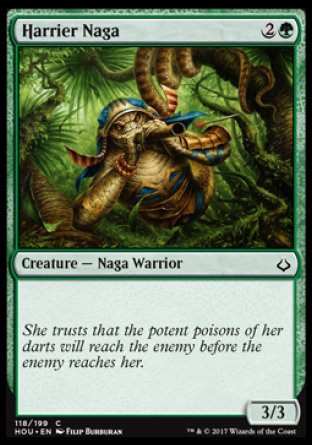 Harrier Naga 2
Creature — Naga Warrior
She trusts that the potent poisons of her
darts will reach the enemy before the
enemy reaches her.
3/3
118/199 C
HOU • EN Filip Burburan
™ & © 2017 Wizards of the Coast